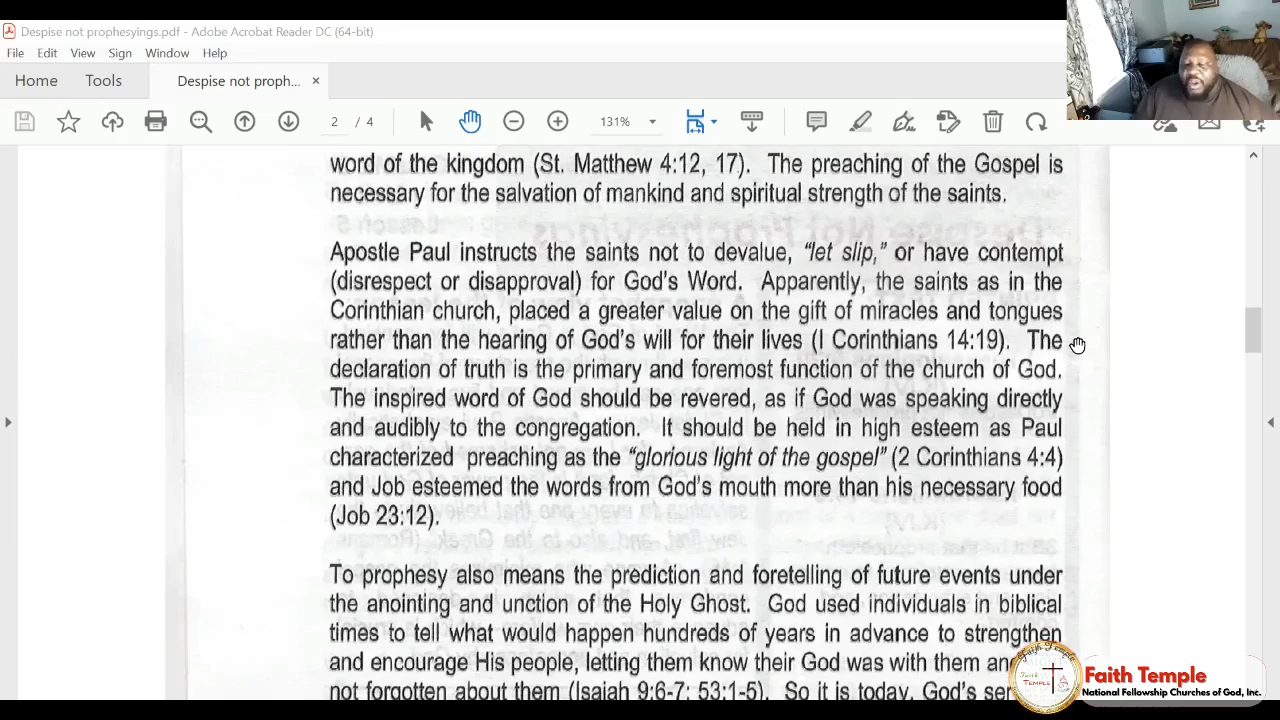 Despise not prophesyings.pdf - Adobe Acrobat Reader DC (64-bit)
File Edit View Sign Window Help
Home Tools Despise not proph... ×
2 / 4 131%
word of the kingdom (St. Matthew 4:12, 17). The preaching of the Gospel is
necessary for the salvation of mankind and spiritual strength of the saints.
Apostle Paul instructs the saints not to devalue, “let slip,” or have contempt
(disrespect or disapproval) for God’s Word. Apparently, the saints as in the
Corinthian church, placed a greater value on the gift of miracles and tongues
rather than the hearing of God’s will for their lives (I Corinthians 14:19). The
declaration of truth is the primary and foremost function of the church of God.
The inspired word of God should be revered, as if God was speaking directly
and audibly to the congregation. It should be held in high esteem as Paul
characterized preaching as the “glorious light of the gospel” (2 Corinthians 4:4)
and Job esteemed the words from God’s mouth more than his necessary food
(Job 23:12).
To prophesy also means the prediction and foretelling of future events under
the anointing and unction of the Holy Ghost. God used individuals in biblical
times to tell what would happen hundreds of years in advance to strengthen
and encourage His people, letting them know their God was with them and
not forgotten about them (Isaiah 9:6-7; 53:1-5). So it is today, God’s
Faith Temple
FAITH TEMPLE
Faith Temple
National Fellowship Churches of God, Inc.